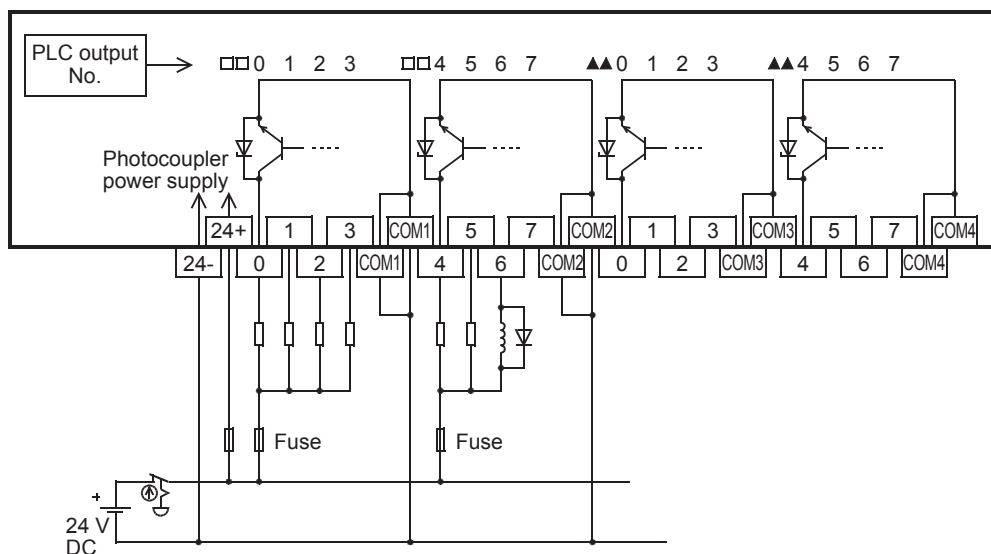 PLC output
No.
□□0 1 2 3 □□4 5 6 7 ▲▲0 1 2 3 ▲▲4 5 6 7
Photocoupler
power supply
24+ 1 3 COM1 5 7 COM2 1 3 COM3 5 7 COM4
24- 0 2 COM1 4 6 COM2 0 2 COM3 4 6 COM4
Fuse Fuse
+
24 V
DC